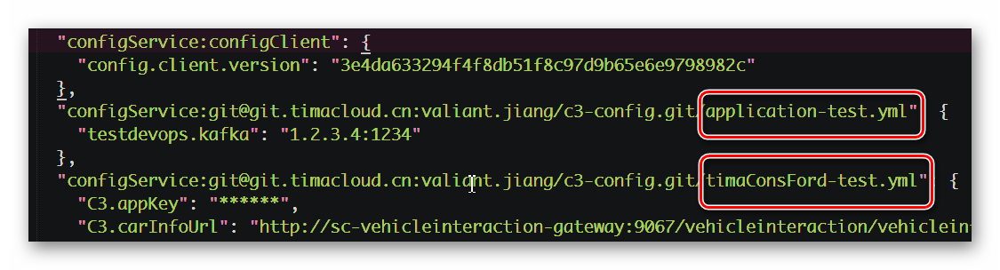 "configService:configClient": {
"config.client.version": "3e4da633294f4f8db51f8c97d9b65e6e9798982c"
},
"configService:git@git.timacloud.cn:valiant.jiang/c3-config.git/application-test.yml" {
"testdevops.kafka": "1.2.3.4:1234"
},
"configService:git@git.timacloud.cn:valiant.jiang/c3-config.git/timaConsFord-test.yml" {
"C3.appKey": "******",
"C3.carInfoUrl": "http://sc-vehicleinteraction-gateway:9067/vehicleinteraction/vehiclein